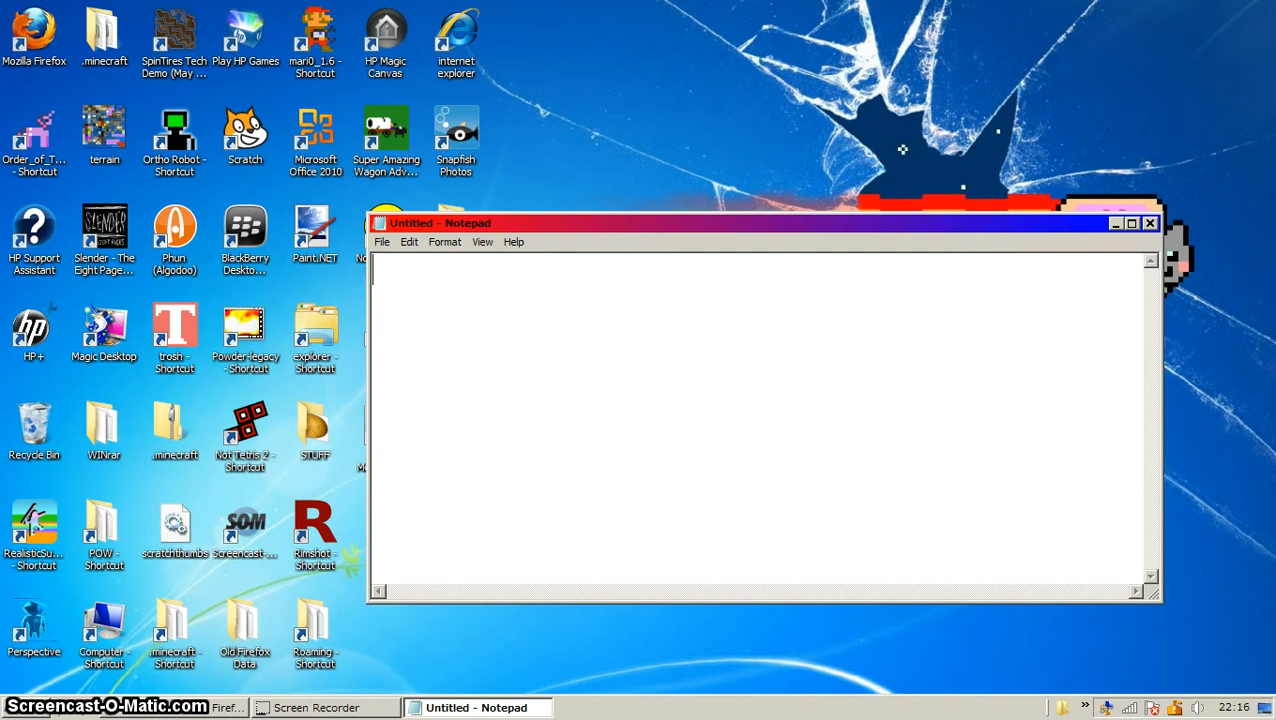 Mozilla Firefox
.minecraft
SpinTires Tech
Demo (May ...
Play HP Games
mari0_1.6 -
Shortcut
HP Magic
Canvas
internet
explorer
Order_of_T...
- Shortcut
terrain
Ortho Robot -
Shortcut
Scratch
Microsoft
Office 2010
Super Amazing
Wagon Adv...
Snapfish
Photos
SLENDER
HP Support
Assistant
Slender - The
Eight Page...
Phun
(Algodoo)
BlackBerry
Deskto...
Paint.NET
Untitled - Notepad
File Edit Format View Help
hp
HP+
Magic Desktop
trosh -
Shortcut
Powder-legacy
- Shortcut
explorer -
Shortcut
Recycle Bin
WINrar
.minecraft
Not Tetris 2 -
Shortcut
STUFF
SOM
R
RealisticSu...
- Shortcut
POW -
Shortcut
scratchthumbs
Screencast-...
Rimshot -
Shortcut
Perspective
Computer -
Shortcut
.minecraft -
Shortcut
Old Firefox
Data
Roaming -
Shortcut
Screencast-O-Matic.com
Firef...
Screen Recorder
Untitled - Notepad
22:16